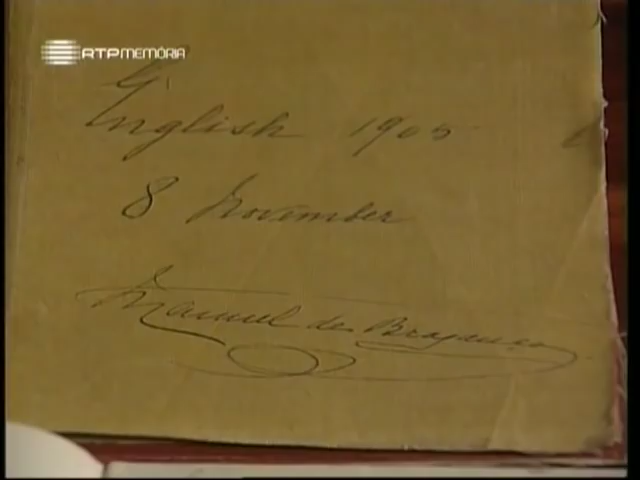 RTP MEMÓRIA
English 1905
8 November
Manuel de Bragança